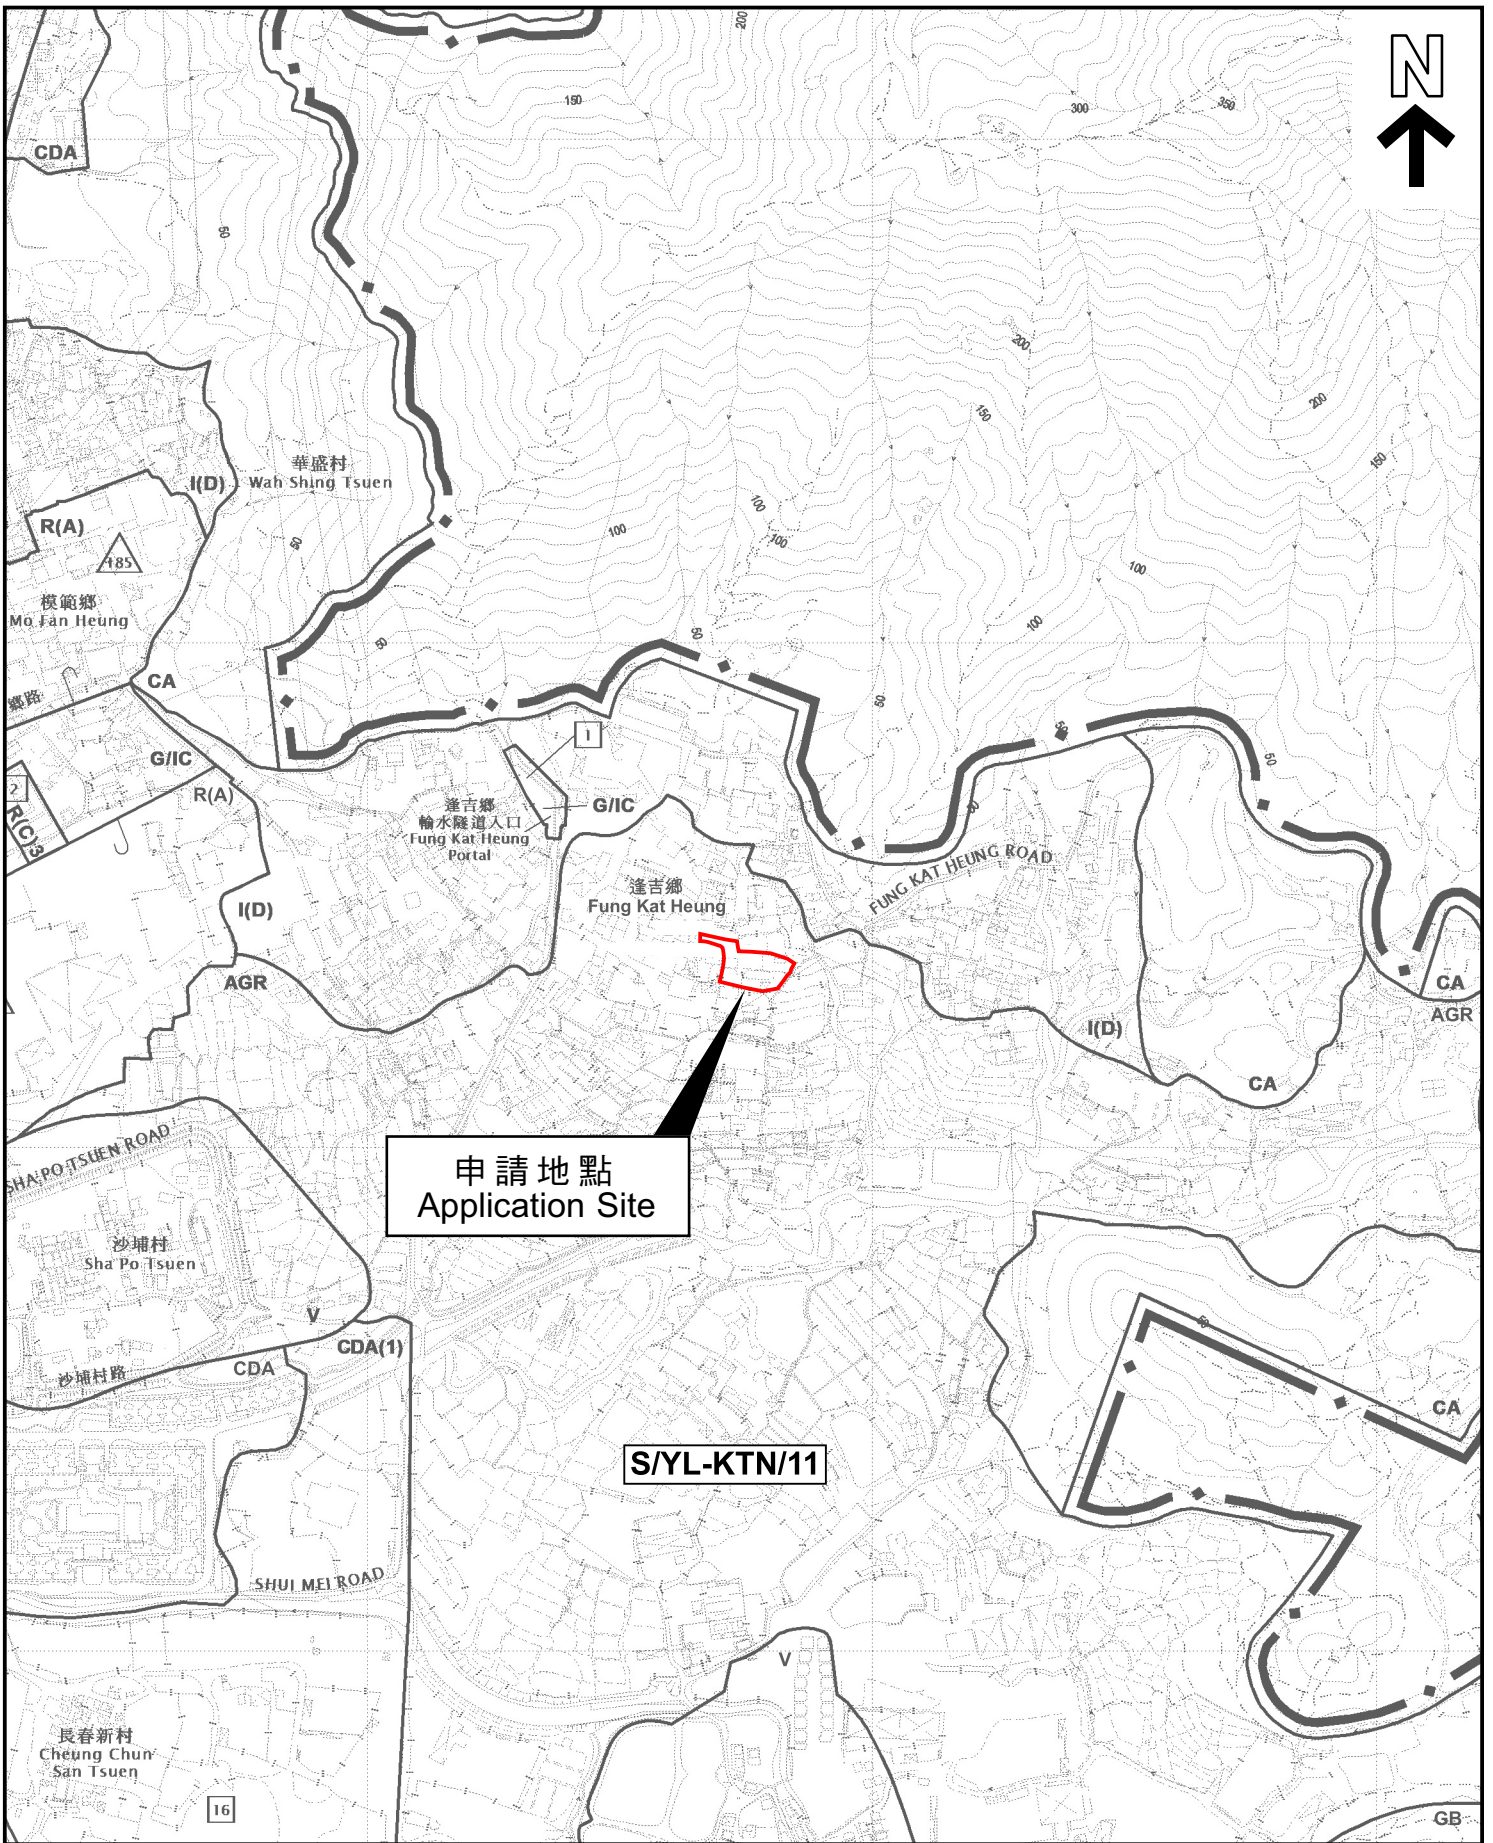 N
200
150
300
350
CDA
50
200
150
200
150
華盛村
Wah Shing Tsuen
I(D)
R(A)
185
50
100
100
100
100
模範鄉
Mo Fan Heung
50
50
100
CA
鄉路
50
50
50
1
G/IC
2
R(A)
R(C)3
逢吉鄉
輸水隧道入口
Fung Kat Heung
Portal
G/IC
50
FUNG KAT HEUNG ROAD
逢吉鄉
Fung Kat Heung
I(D)
AGR
CA
AGR
I(D)
CA
申請地點
Application Site
SHA PO TSUEN ROAD
沙埔村
Sha Po Tsuen
V
CDA(1)
50
沙埔村路
CDA
CA
S/YL-KTN/11
SHUI MEI ROAD
V
長春新村
Cheung Chun
San Tsuen
16
GB